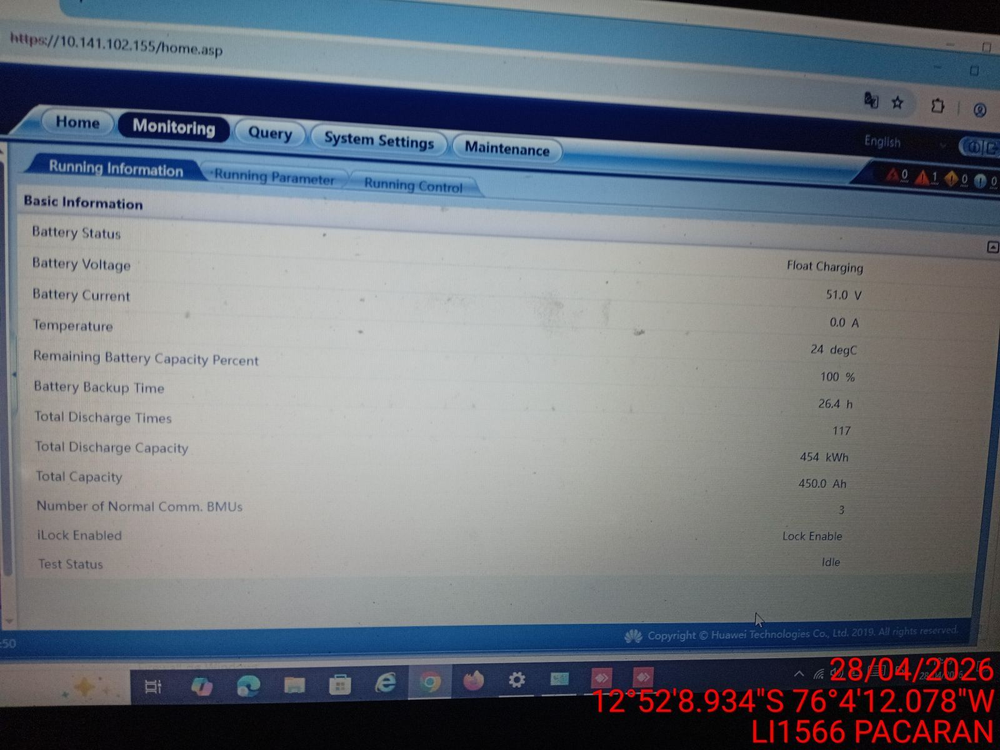 https://10.141.102.155/home.asp
Home Monitoring Query System Settings Maintenance
English
Running Information Running Parameter Running Control
0 1 0 0
Basic Information
Battery Status Float Charging
Battery Voltage 51.0 V
Battery Current 0.0 A
Temperature 24 degC
Remaining Battery Capacity Percent 100 %
Battery Backup Time 26.4 h
Total Discharge Times 117
Total Discharge Capacity 454 kWh
Total Capacity 450.0 Ah
Number of Normal Comm. BMUs 3
iLock Enabled Lock Enable
Test Status Idle
:50
Copyright © Huawei Technologies Co., Ltd. 2019. All rights reserved.
28/04/2026
12°52'8.934"S 76°4'12.078"W
LI1566 PACARAN